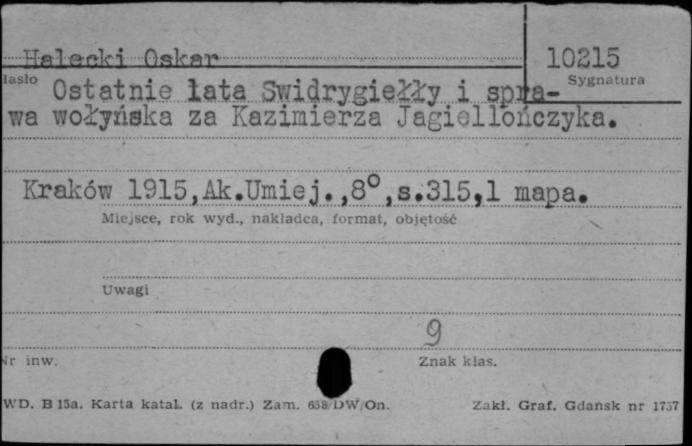 Halecki Oskar
10215
Hasło
Sygnatura
Ostatnie lata Swidrygiełły i spra-
wa wołyńska za Kazimierza Jagiellończyka.
Kraków 1915,Ak.Umiej.,8°,s.315,1 mapa.
Miejsce, rok wyd., nakładca, format, objętość
Uwagi
9
Nr inw.
Znak klas.
WD. B 15a. Karta katal. (z nadr.) Zam. 658/DW/On.
Zakł. Graf. Gdańsk nr 1757